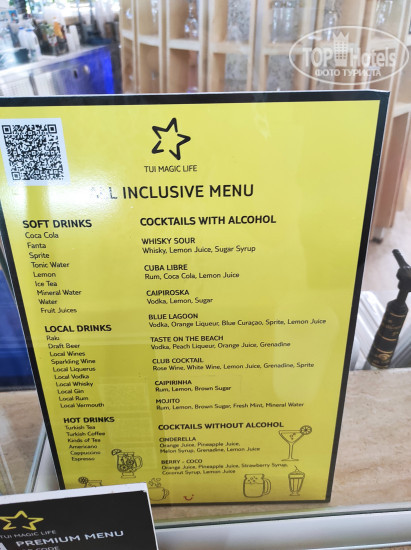 TopHotels
ФОТО ТУРИСТА
TUI MAGIC LIFE
ALL INCLUSIVE MENU
SOFT DRINKS
Coca Cola
Fanta
Sprite
Tonic Water
Lemon
Ice Tea
Mineral Water
Water
Fruit Juices
LOCAL DRINKS
Rakı
Draft Beer
Local Wines
Sparkling Wine
Local Liquerus
Local Vodka
Local Whisky
Local Gin
Local Rum
Local Vermouth
HOT DRINKS
Turkish Tea
Turkish Coffee
Kinds of Tea
Americano
Cappuccino
Espresso
COCKTAILS WITH ALCOHOL
WHISKY SOUR
Whisky, Lemon Juice, Sugar Syrup
CUBA LIBRE
Rum, Coca Cola, Lemon Juice
CAIPIROSKA
Vodka, Lemon, Sugar
BLUE LAGOON
Vodka, Orange Liqueur, Blue Curaçao, Sprite, Lemon Juice
TASTE ON THE BEACH
Vodka, Peach Liqueur, Orange Juice, Grenadine
CLUB COCKTAIL
Rose Wine, White Wine, Lemon Juice, Grenadine, Sprite
CAIPIRINHA
Rum, Lemon, Brown Sugar
MOJITO
Rum, Lemon, Brown Sugar, Fresh Mint, Mineral Water
COCKTAILS WITHOUT ALCOHOL
CINDERELLA
Orange Juice, Pineapple Juice,
Melon Syrup, Grenadine, Lemon Juice
BERRY - COCO
Orange Juice, Pineapple Juice, Strawberry Syrup,
Coconut Syrup, Lemon Juice
TUI MAGIC LIFE
PREMIUM MENU
CODE